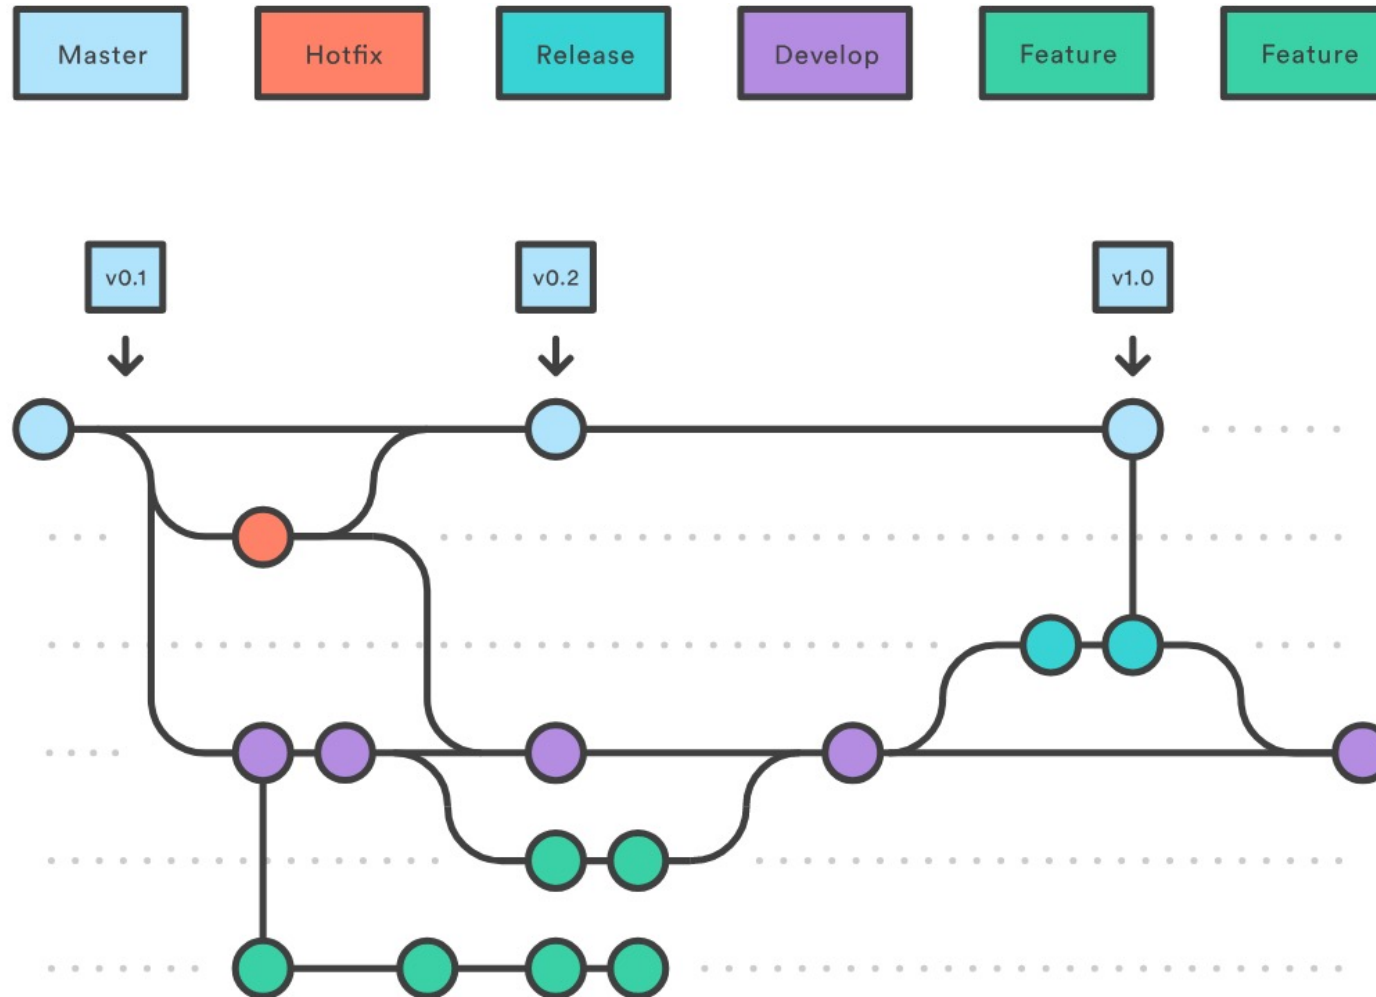 Master
Hotfix
Release
Develop
Feature
Feature
v0.1
v0.2
v1.0